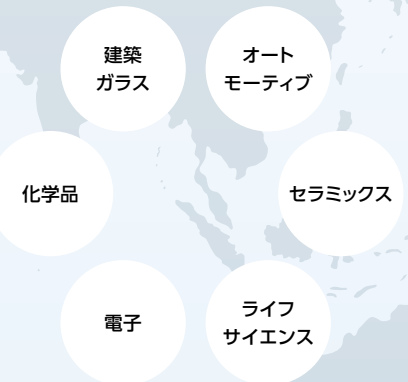 建築
ガラス
オート
モーティブ
化学品
セラミックス
電子
ライフ
サイエンス